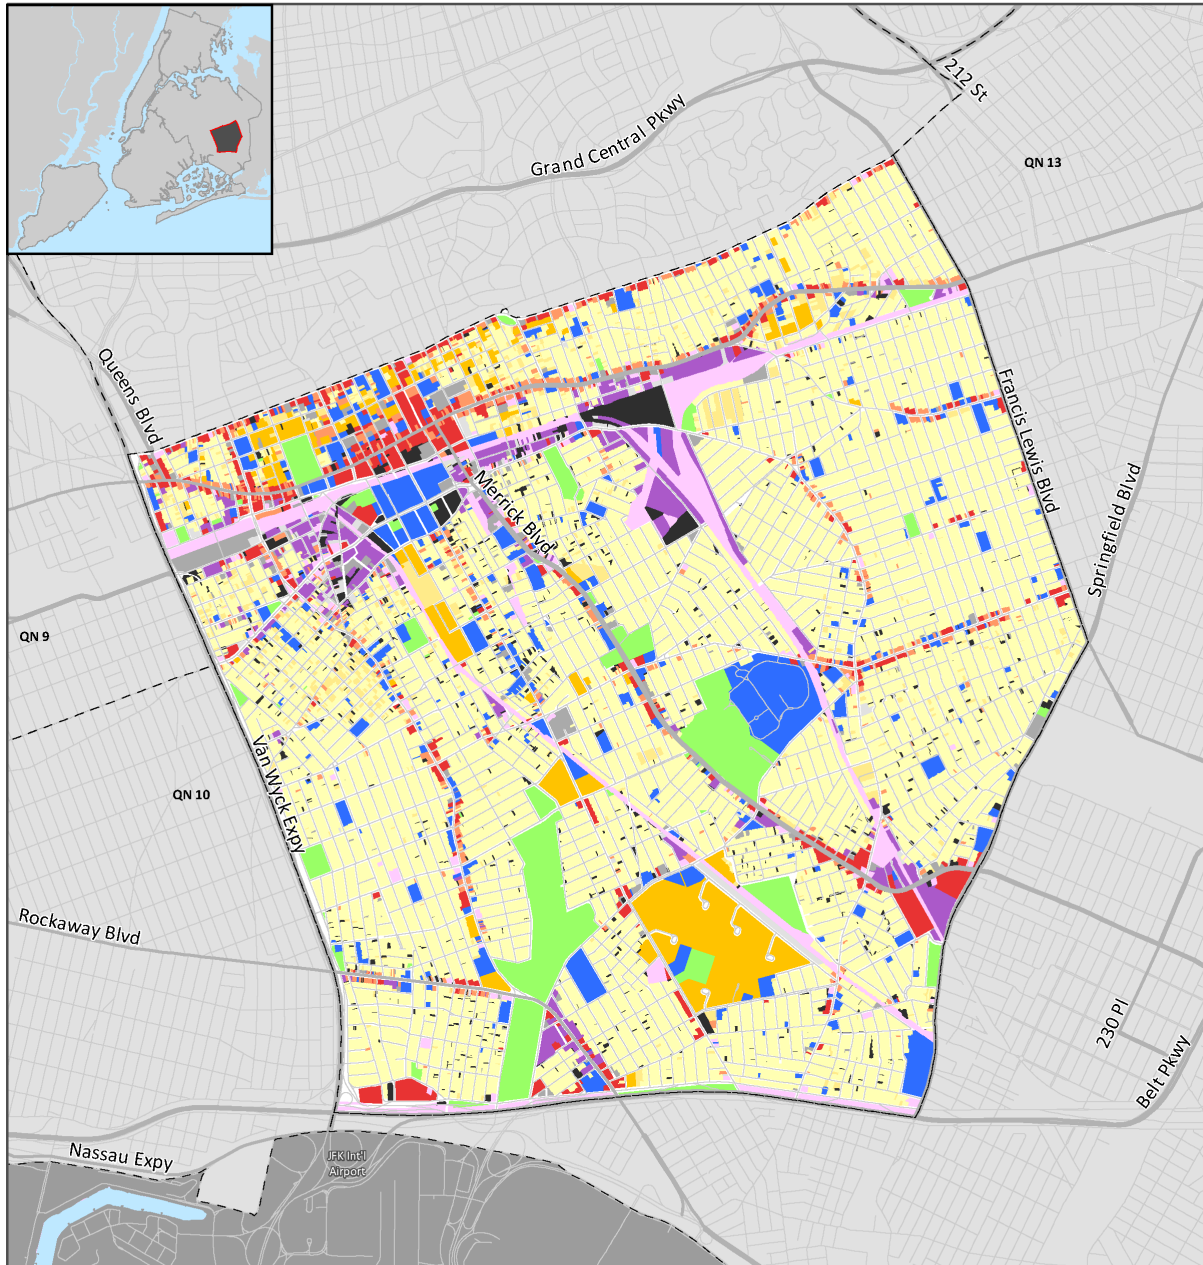 212 St
Grand Central Pkwy
QN 13
Queens Blvd
Francis Lewis Blvd
Springfield Blvd
Merrick Blvd
QN 9
Van Wyck Expy
QN 10
Rockaway Blvd
230 Pl
Belt Pkwy
Nassau Expy
JFK Int'l
Airport